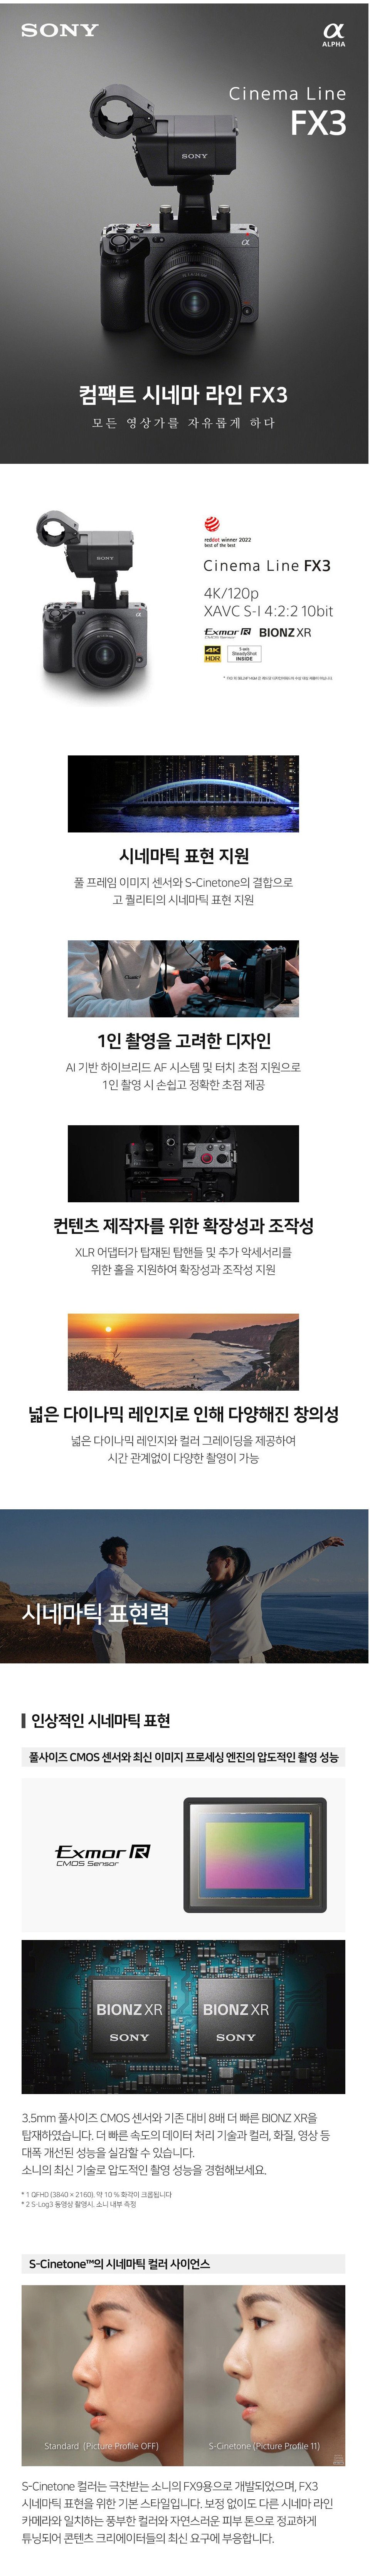 SONY
α
ALPHA
Cinema Line
FX3
SONY
α
컴팩트 시네마 라인 FX3
모든 영상가를 자유롭게 하다
SONY
α
reddot winner 2022
best of the best
Cinema Line FX3
4K/120p
XAVC S-I 4:2:2 10bit
Exmor R BIONZ XR
CMOS Sensor
4K HDR
5-axis
SteadyShot
INSIDE
시네마틱 표현 지원
풀 프레임 이미지 센서와 S-Cinetone의 결합으로
고 퀄리티의 시네마틱 표현 지원
1인 촬영을 고려한 디자인
AI 기반 하이브리드 AF 시스템 및 터치 초점 지원으로
1인 촬영 시 손쉽고 정확한 초점 제공
컨텐츠 제작자를 위한 확장성과 조작성
XLR 어댑터가 탑재된 탑핸들 및 추가 악세서리를
위한 홀을 지원하여 확장성과 조작성 지원
넓은 다이나믹 레인지로 인해 다양해진 창의성
넓은 다이나믹 레인지와 컬러 그레이딩을 제공하여
시간 관계없이 다양한 촬영이 가능
시네마틱 표현력
인상적인 시네마틱 표현
풀사이즈 CMOS 센서와 최신 이미지 프로세싱 엔진의 압도적인 촬영 성능
Exmor R
CMOS Sensor
BIONZ XR BIONZ XR
SONY SONY
3.5mm 풀사이즈 CMOS 센서와 기존 대비 8배 더 빠른 BIONZ XR을
탑재하였습니다. 더 빠른 속도의 데이터 처리 기술과 컬러, 화질, 영상 등
대폭 개선된 성능을 실감할 수 있습니다.
소니의 최신 기술로 압도적인 촬영 성능을 경험해보세요.
* 1 QFHD (3840 × 2160). 약 10 % 화각이 크롭됩니다
* 2 S-Log3 동영상 촬영시. 소니 내부 측정
S-Cinetone™의 시네마틱 컬러 사이언스
Standard (Picture Profile OFF)
S-Cinetone (Picture Profile 11)
S-Cinetone 컬러는 극찬받는 소니의 FX9용으로 개발되었으며, FX3
시네마틱 표현을 위한 기본 스타일입니다. 보정 없이도 다른 시네마 라인
카메라와 일치하는 풍부한 컬러와 자연스러운 피부 톤으로 정교하게
튜닝되어 콘텐츠 크리에이터들의 최신 요구에 부응합니다.